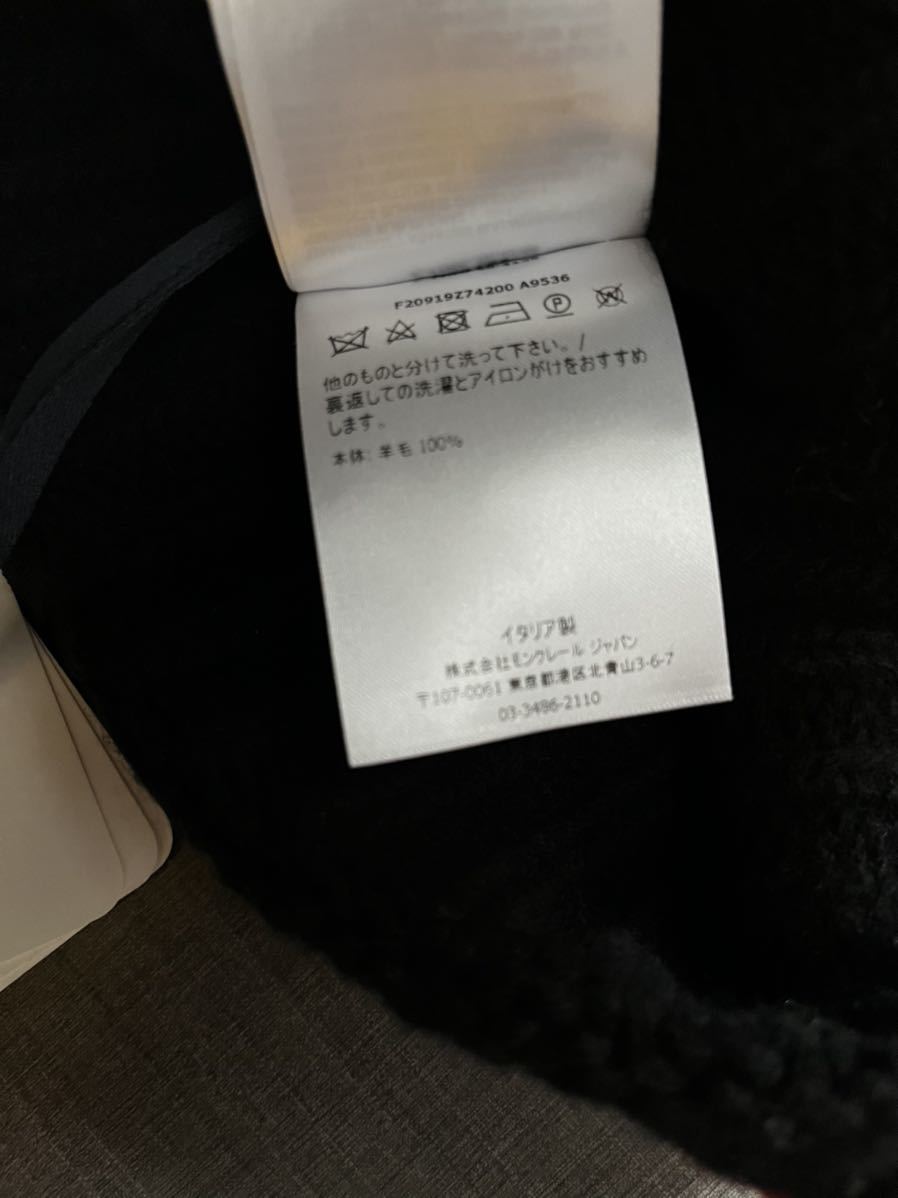 F20919Z74200 A9536
他のものと分けて洗って下さい。/
裏返しての洗濯とアイロンがけをおすすめ
します。
本体: 羊毛 100%
イタリア製
株式会社モンクレール ジャパン
〒107-0061 東京都港区北青山3-6-7
03-3486-2110